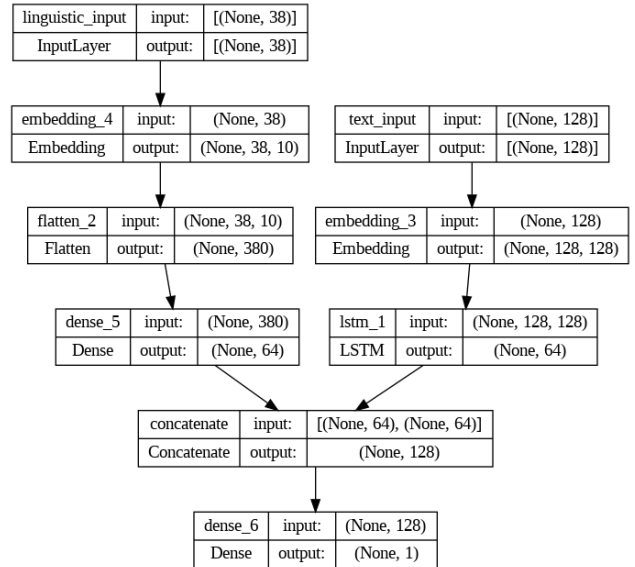 linguistic_input input: [(None, 38)]
InputLayer output: [(None, 38)]
embedding_4 input: (None, 38)
Embedding output: (None, 38, 10)
text_input input: [(None, 128)]
InputLayer output: [(None, 128)]
flatten_2 input: (None, 38, 10)
Flatten output: (None, 380)
embedding_3 input: (None, 128)
Embedding output: (None, 128, 128)
dense_5 input: (None, 380)
Dense output: (None, 64)
lstm_1 input: (None, 128, 128)
LSTM output: (None, 64)
concatenate input: [(None, 64), (None, 64)]
Concatenate output: (None, 128)
dense_6 input: (None, 128)
Dense output: (None, 1)